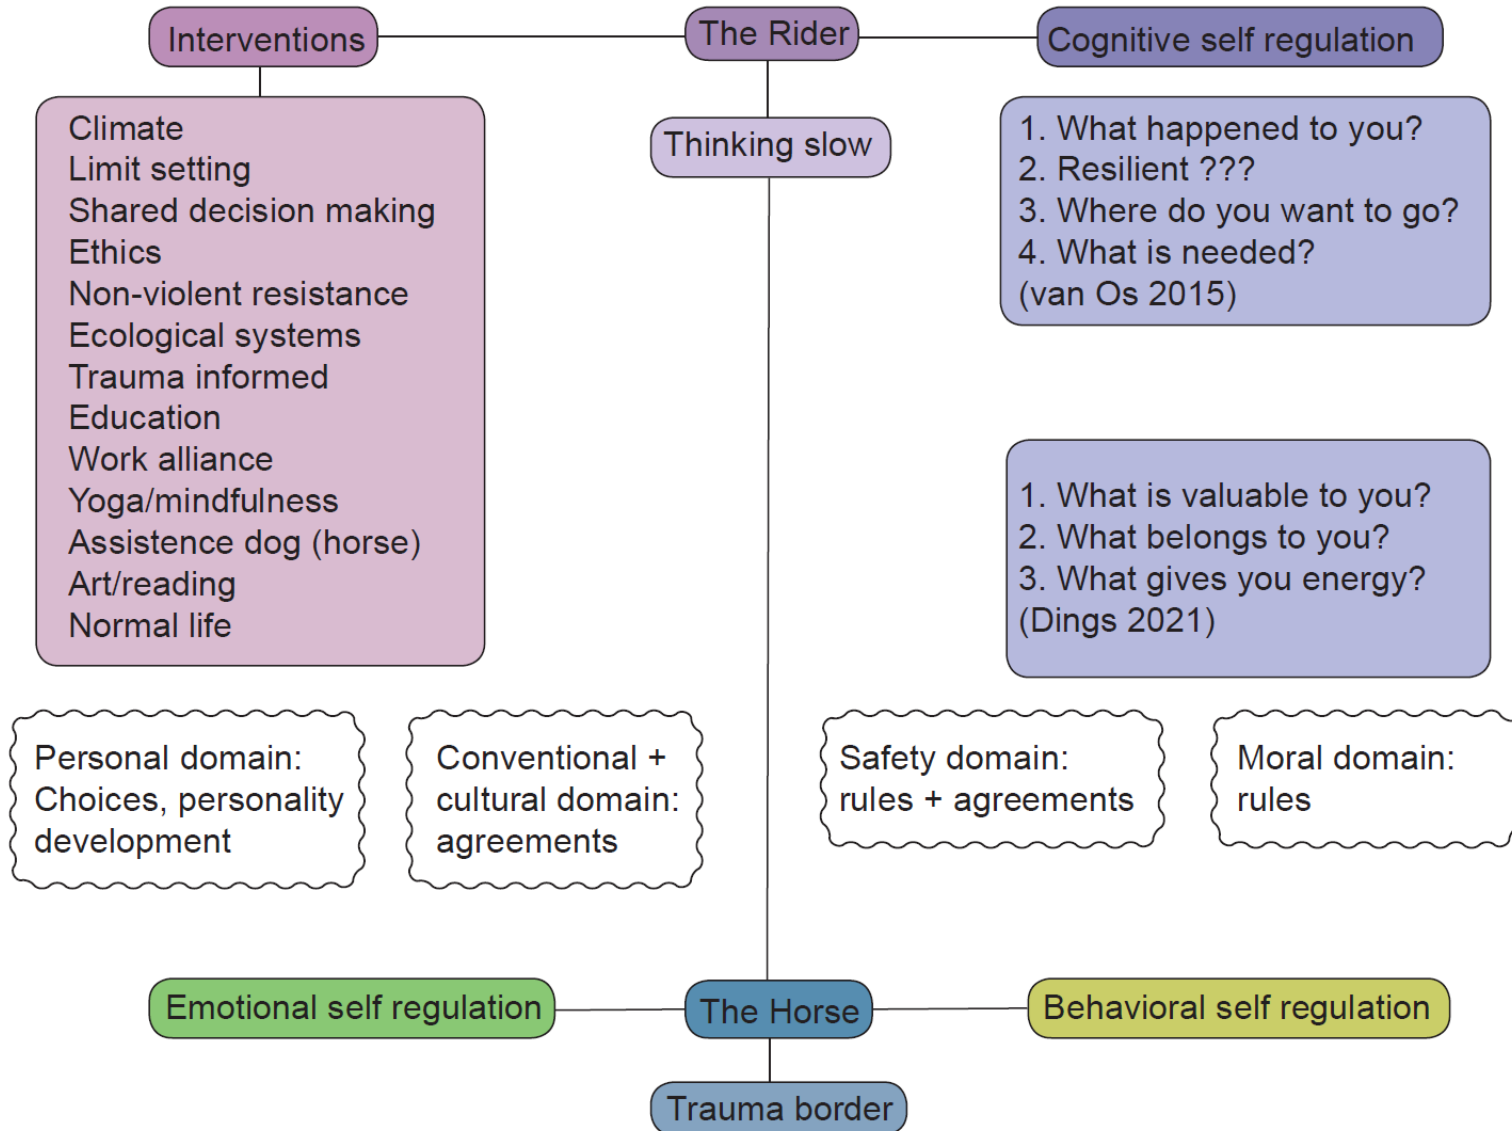 Interventions
The Rider
Cognitive self regulation
Thinking slow
Climate
Limit setting
Shared decision making
Ethics
Non-violent resistance
Ecological systems
Trauma informed
Education
Work alliance
Yoga/mindfulness
Assistence dog (horse)
Art/reading
Normal life
1. What happened to you?
2. Resilient ???
3. Where do you want to go?
4. What is needed?
(van Os 2015)
1. What is valuable to you?
2. What belongs to you?
3. What gives you energy?
(Dings 2021)
Personal domain:
Choices, personality
development
Conventional +
cultural domain:
agreements
Safety domain:
rules + agreements
Moral domain:
rules
Emotional self regulation
The Horse
Behavioral self regulation
Trauma border